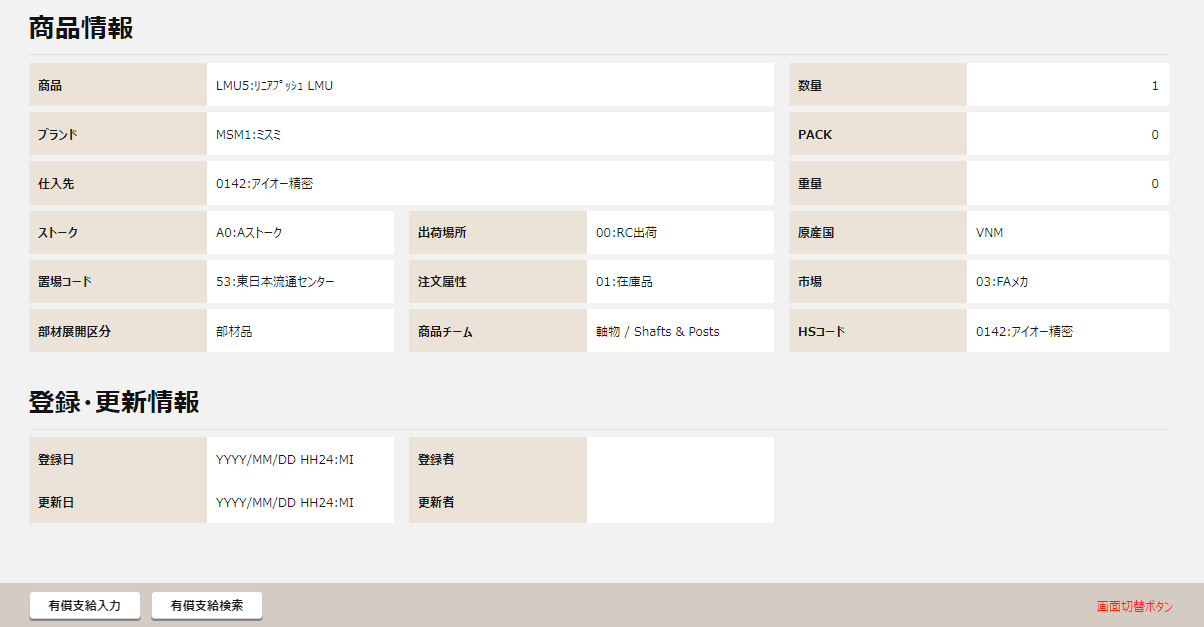 商品情報
商品 LMU5:ﾘﾆｱﾌﾞｯｼｭ LMU 数量 1
ブランド MSM1:ミスミ PACK 0
仕入先 0142:アイオー精密 重量 0
ストーク A0:Aストーク 出荷場所 00:RC出荷 原産国 VNM
置場コード 53:東日本流通センター 注文属性 01:在庫品 市場 03:FAメカ
部材展開区分 部材品 商品チーム 軸物 / Shafts & Posts HSコード 0142:アイオー精密
登録･更新情報
登録日 YYYY/MM/DD HH24:MI 登録者
更新日 YYYY/MM/DD HH24:MI 更新者
有償支給入力 有償支給検索 画面切替ボタン